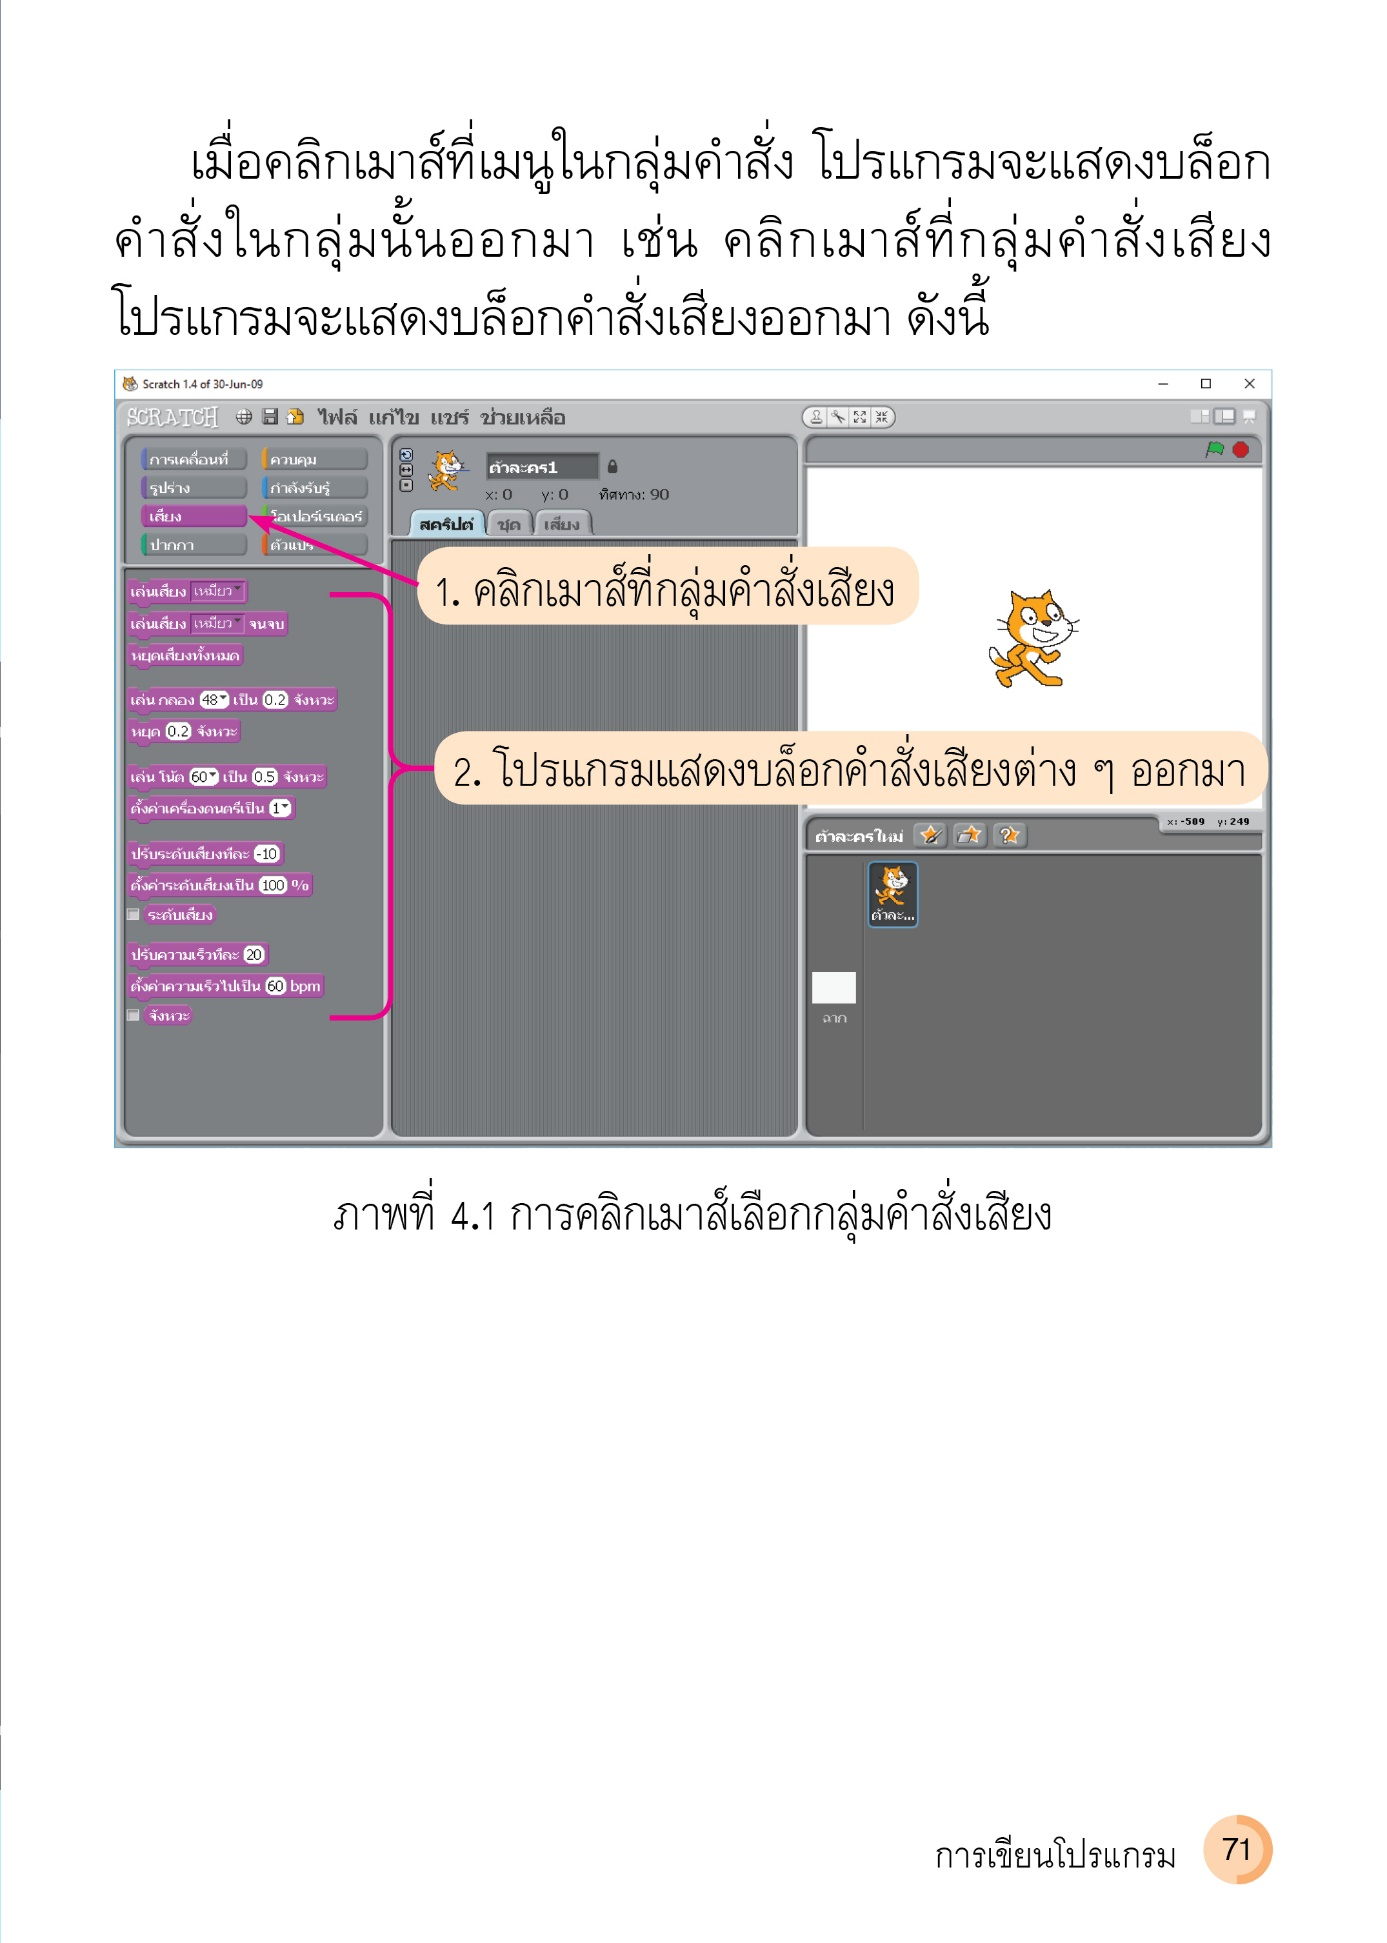 เมื่อคลิกเมาส์ที่เมนูในกลุ่มคำสั่ง โปรแกรมจะแสดงบล็อก
คำสั่งในกลุ่มนั้นออกมา เช่น คลิกเมาส์ที่กลุ่มคำสั่งเสียง
โปรแกรมจะแสดงบล็อกคำสั่งเสียงออกมา ดังนี้
Scratch 1.4 of 30-Jun-09
SCRATCH ไฟล์ แก้ไข แชร์ ช่วยเหลือ
การเคลื่อนที่ ควบคุม
รูปร่าง กำลังรับรู้
เสียง โอเปอร์เรเตอร์
ปากกา ตัวแปร
ตัวละคร1
x: 0 y: 0 ทิศทาง: 90
สคริปต์ ชุด เสียง
1. คลิกเมาส์ที่กลุ่มคำสั่งเสียง
เล่นเสียง เหมียว
เล่นเสียง เหมียว จนจบ
หยุดเสียงทั้งหมด
เล่น กลอง 48 เป็น 0.2 จังหวะ
หยุด 0.2 จังหวะ
2. โปรแกรมแสดงบล็อกคำสั่งเสียงต่าง ๆ ออกมา
เล่น โน้ต 60 เป็น 0.5 จังหวะ
ตั้งค่าเครื่องดนตรีเป็น 1
ปรับระดับเสียงทีละ -10
ตั้งค่าระดับเสียงเป็น 100 %
ระดับเสียง
ปรับความเร็วทีละ 20
ตั้งค่าความเร็วไปเป็น 60 bpm
จังหวะ
x: -509 y: 249
ตัวละครใหม่
ตัวละ...
ฉาก
ภาพที่ 4.1 การคลิกเมาส์เลือกกลุ่มคำสั่งเสียง
การเขียนโปรแกรม 71